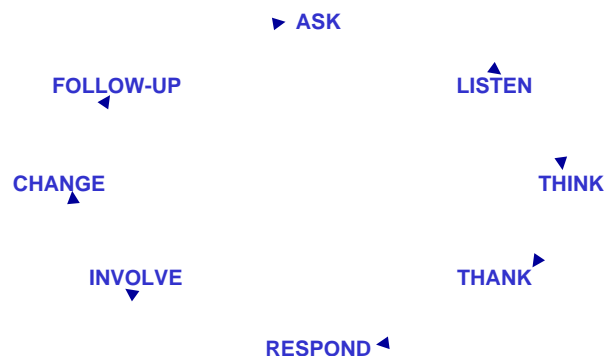 ASK
FOLLOW-UP
LISTEN
CHANGE
THINK
INVOLVE
THANK
RESPOND